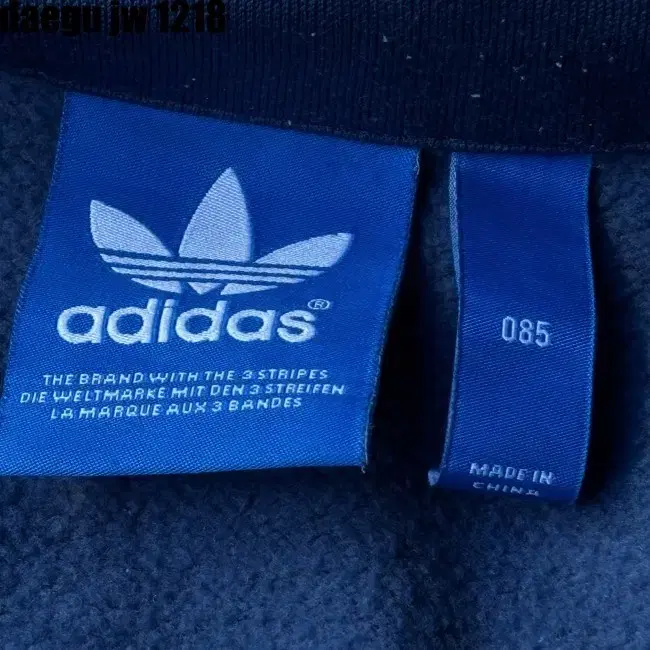 daegu jw 1218
adidas®
THE BRAND WITH THE 3 STRIPES
DIE WELTMARKE MIT DEN 3 STREIFEN
LA MARQUE AUX 3 BANDES
085
MADE IN
CHINA